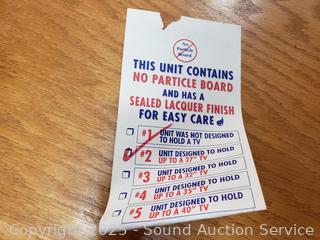 No
Particle
Board
THIS UNIT CONTAINS
NO PARTICLE BOARD
AND HAS A
SEALED LACQUER FINISH
FOR EASY CARE
#1 UNIT WAS NOT DESIGNED
TO HOLD A TV
#2 UNIT DESIGNED TO HOLD
UP TO A 27" TV
#3 UNIT DESIGNED TO HOLD
UP TO A 32" TV
#4 UNIT DESIGNED TO HOLD
UP TO A 35" TV
#5 UNIT DESIGNED TO HOLD
UP TO A 40" TV
Copyright 2025 - Sound Auction Service